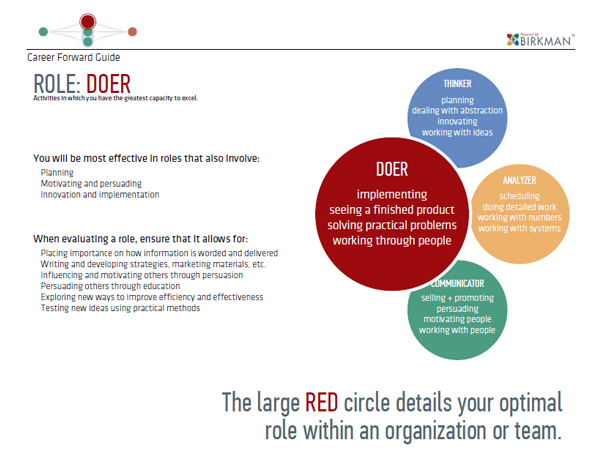 Powered By
BIRKMAN®
Career Forward Guide
ROLE: DOER
Activities in which you have the greatest capacity to excel.
You will be most effective in roles that also involve:
Planning
Motivating and persuading
Innovation and implementation
When evaluating a role, ensure that it allows for:
Placing importance on how information is worded and delivered
Writing and developing strategies, marketing materials, etc.
Influencing and motivating others through persuasion
Persuading others through education
Exploring new ways to improve efficiency and effectiveness
Testing new ideas using practical methods
THINKER
planning
dealing with abstraction
innovating
working with ideas
DOER
implementing
seeing a finished product
solving practical problems
working through people
ANALYZER
scheduling
doing detailed work
working with numbers
working with systems
COMMUNICATOR
selling + promoting
persuading
motivating people
working with people
The large RED circle details your optimal
role within an organization or team.